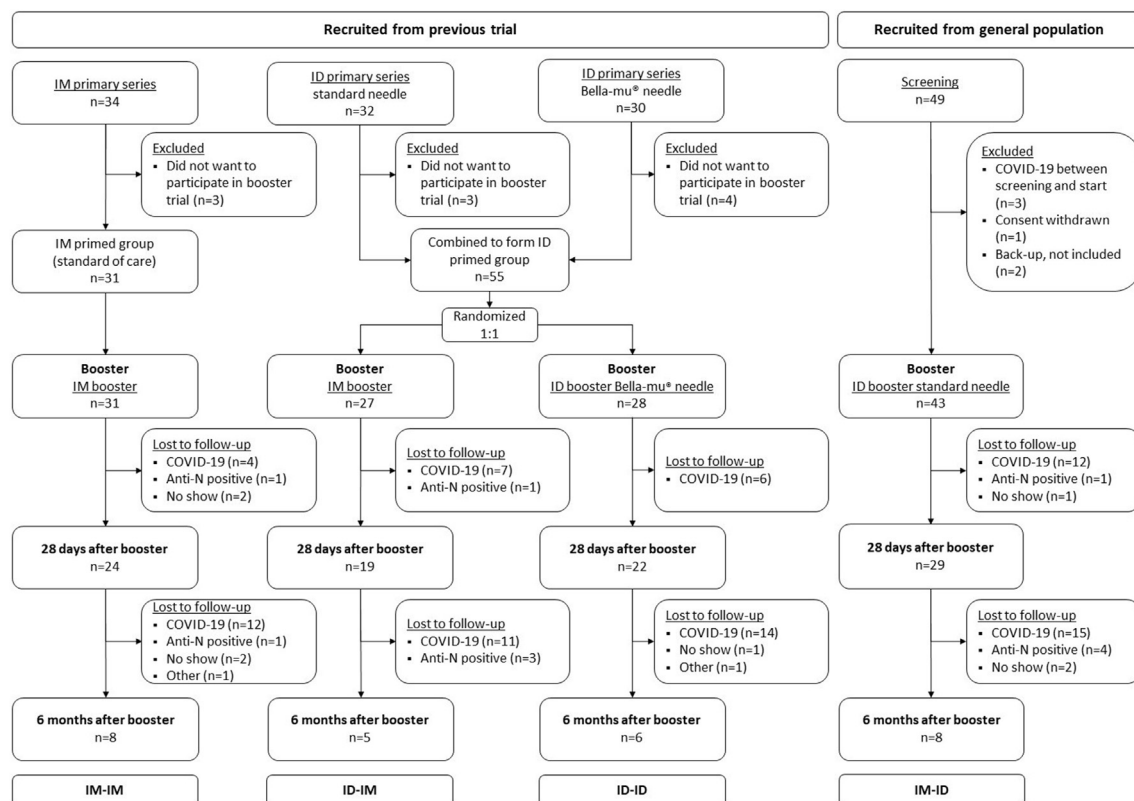 Recruited from previous trial
Recruited from general population
IM primary series
n=34
ID primary series
standard needle
n=32
ID primary series
Bella-mu® needle
n=30
Screening
n=49
Excluded
▪ Did not want to
participate in booster
trial (n=3)
Excluded
▪ Did not want to
participate in booster
trial (n=3)
Excluded
▪ Did not want to
participate in booster
trial (n=4)
Excluded
▪ COVID-19 between
screening and start
(n=3)
▪ Consent withdrawn
(n=1)
▪ Back-up, not included
(n=2)
IM primed group
(standard of care)
n=31
Combined to form ID
primed group
n=55
Randomized
1:1
Booster
IM booster
n=31
Booster
IM booster
n=27
Booster
ID booster Bella-mu® needle
n=28
Booster
ID booster standard needle
n=43
Lost to follow-up
▪ COVID-19 (n=4)
▪ Anti-N positive (n=1)
▪ No show (n=2)
Lost to follow-up
▪ COVID-19 (n=7)
▪ Anti-N positive (n=1)
Lost to follow-up
▪ COVID-19 (n=6)
Lost to follow-up
▪ COVID-19 (n=12)
▪ Anti-N positive (n=1)
▪ No show (n=1)
28 days after booster
n=24
28 days after booster
n=19
28 days after booster
n=22
28 days after booster
n=29
Lost to follow-up
▪ COVID-19 (n=12)
▪ Anti-N positive (n=1)
▪ No show (n=2)
▪ Other (n=1)
Lost to follow-up
▪ COVID-19 (n=11)
▪ Anti-N positive (n=3)
Lost to follow-up
▪ COVID-19 (n=14)
▪ No show (n=1)
▪ Other (n=1)
Lost to follow-up
▪ COVID-19 (n=15)
▪ Anti-N positive (n=4)
▪ No show (n=2)
6 months after booster
n=8
6 months after booster
n=5
6 months after booster
n=6
6 months after booster
n=8
IM-IM
ID-IM
ID-ID
IM-ID